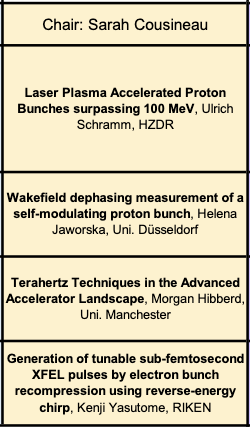 Chair: Sarah Cousineau
Laser Plasma Accelerated Proton
Bunches surpassing 100 MeV, Ulrich
Schramm, HZDR
Wakefield dephasing measurement of a
self-modulating proton bunch, Helena
Jaworska, Uni. Düsseldorf
Terahertz Techniques in the Advanced
Accelerator Landscape, Morgan Hibberd,
Uni. Manchester
Generation of tunable sub-femtosecond
XFEL pulses by electron bunch
recompression using reverse-energy
chirp, Kenji Yasutome, RIKEN